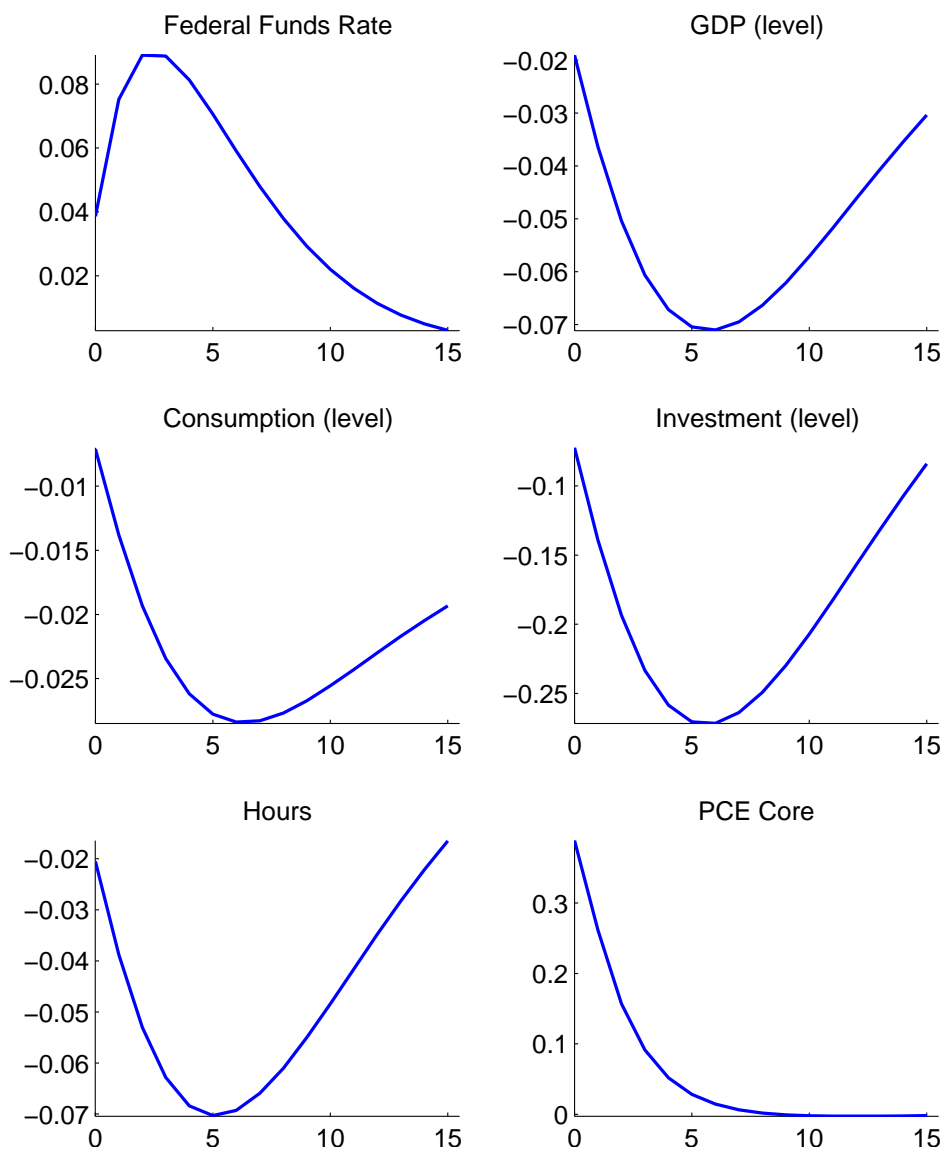 Federal Funds Rate
0.08
0.06
0.04
0.02
0 5 10 15
GDP (level)
−0.02
−0.03
−0.04
−0.05
−0.06
−0.07
0 5 10 15
Consumption (level)
−0.01
−0.015
−0.02
−0.025
0 5 10 15
Investment (level)
−0.1
−0.15
−0.2
−0.25
0 5 10 15
Hours
−0.02
−0.03
−0.04
−0.05
−0.06
−0.07
0 5 10 15
PCE Core
0.3
0.2
0.1
0
0 5 10 15